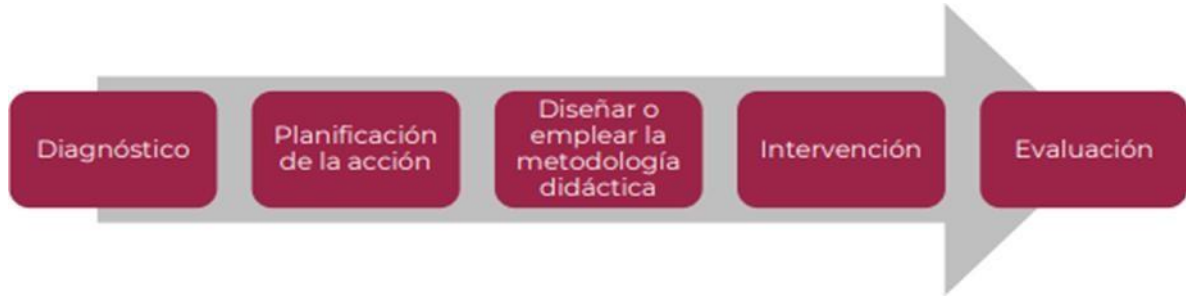 Diagnóstico
Planificación
de la acción
Diseñar o
emplear la
metodología
didáctica
Intervención
Evaluación